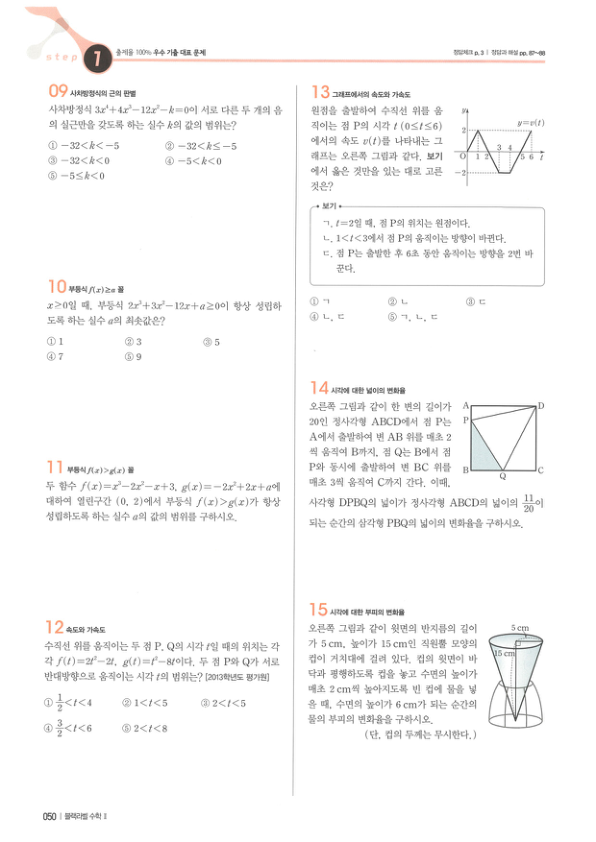 step 1
출제율 100% 우수 기출 대표 문제
정답체크 p. 3 | 정답과 해설 pp. 87~88
09 사차방정식의 근의 판별
사차방정식 3x⁴+4x³-12x²-k=0이 서로 다른 두 개의 음
의 실근만을 갖도록 하는 실수 k의 값의 범위는?
① -32<k<-5 ② -32<k≤-5
③ -32<k<0 ④ -5<k<0
⑤ -5≤k<0
10 부등식 f(x)≥a 꼴
x≥0일 때, 부등식 2x³+3x²-12x+a≥0이 항상 성립하
도록 하는 실수 a의 최솟값은?
① 1 ② 3 ③ 5
④ 7 ⑤ 9
11 부등식 f(x)>g(x) 꼴
두 함수 f(x)=x³-2x²-x+3, g(x)=-2x²+2x+a에
대하여 열린구간 (0, 2)에서 부등식 f(x)>g(x)가 항상
성립하도록 하는 실수 a의 값의 범위를 구하시오.
12 속도와 가속도
수직선 위를 움직이는 두 점 P, Q의 시각 t일 때의 위치는 각
각 f(t)=2t²-2t, g(t)=t²-8t이다. 두 점 P와 Q가 서로
반대방향으로 움직이는 시각 t의 범위는? [2013학년도 평가원]
① 1/2<t<4 ② 1<t<5 ③ 2<t<5
④ 3/2<t<6 ⑤ 2<t<8
13 그래프에서의 속도와 가속도
원점을 출발하여 수직선 위를 움
직이는 점 P의 시각 t (0≤t≤6)
에서의 속도 v(t)를 나타내는 그
래프는 오른쪽 그림과 같다. 보기
에서 옳은 것만을 있는 대로 고른
것은?
y
y=v(t)
2
3 4
O 1 2 5 6 t
-2
보기
ㄱ. t=2일 때, 점 P의 위치는 원점이다.
ㄴ. 1<t<3에서 점 P의 움직이는 방향이 바뀐다.
ㄷ. 점 P는 출발한 후 6초 동안 움직이는 방향을 2번 바
꾼다.
① ㄱ ② ㄴ ③ ㄷ
④ ㄴ, ㄷ ⑤ ㄱ, ㄴ, ㄷ
14 시각에 대한 넓이의 변화율
오른쪽 그림과 같이 한 변의 길이가
20인 정사각형 ABCD에서 점 P는
A에서 출발하여 변 AB 위를 매초 2
씩 움직여 B까지, 점 Q는 B에서 점
P와 동시에 출발하여 변 BC 위를
매초 3씩 움직여 C까지 간다. 이때,
사각형 DPBQ의 넓이가 정사각형 ABCD의 넓이의 11/20이
되는 순간의 삼각형 PBQ의 넓이의 변화율을 구하시오.
A D
P
B C
Q
15 시각에 대한 부피의 변화율
오른쪽 그림과 같이 윗면의 반지름의 길이
가 5 cm, 높이가 15 cm인 직원뿔 모양의
컵이 거치대에 걸려 있다. 컵의 윗면이 바
닥과 평행하도록 컵을 놓고 수면의 높이가
매초 2 cm씩 높아지도록 빈 컵에 물을 넣
을 때, 수면의 높이가 6 cm가 되는 순간의
물의 부피의 변화율을 구하시오.
(단, 컵의 두께는 무시한다.)
5 cm
15 cm
050 | 블랙라벨 수학 Ⅱ